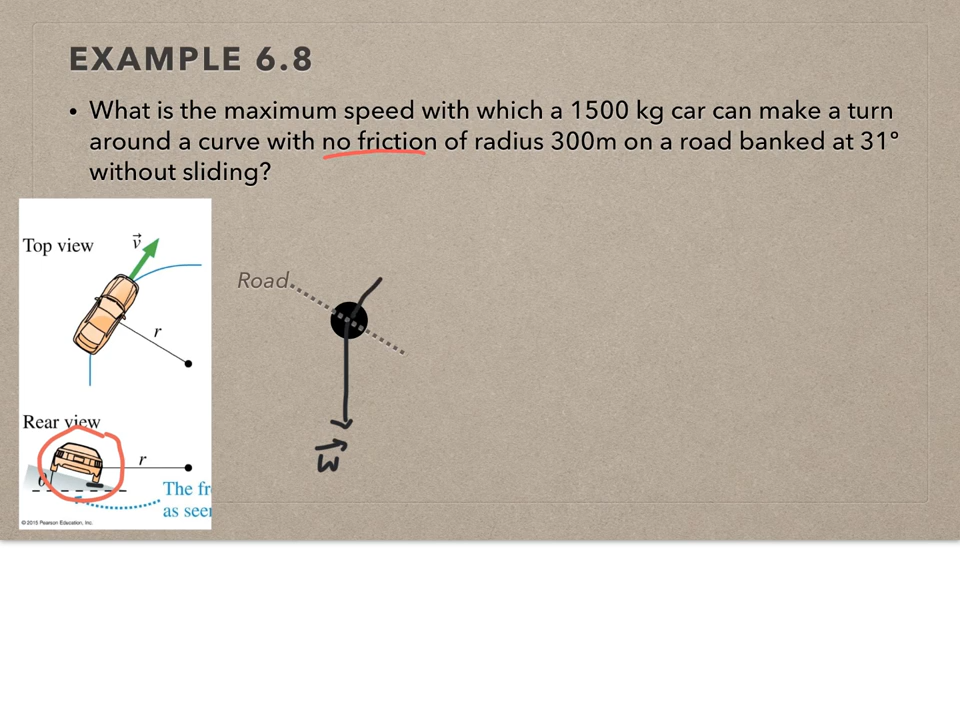 EXAMPLE 6.8
• What is the maximum speed with which a 1500 kg car can make a turn
around a curve with no friction of radius 300m on a road banked at 31°
without sliding?
Top view
v
r
Road
Rear view
r
θ
w
The fr
as see
© 2015 Pearson Education, Inc.